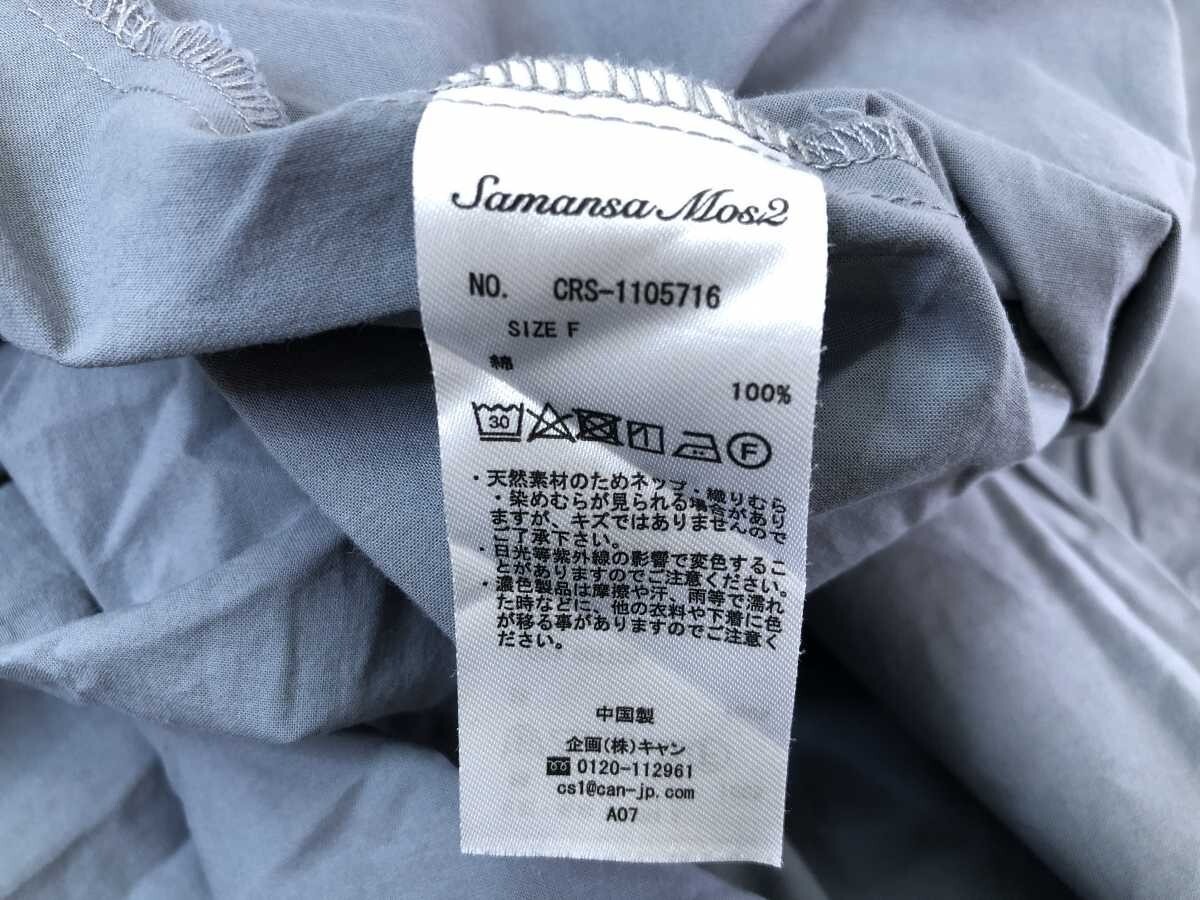 Samansa Mos2
NO. CRS-1105716
SIZE F
綿
100%
30 F
・天然素材のためネップ・織りむら
・染めむらが見られる場合があり
ますが、キズではありませんので
ご了承下さい。
・日光等紫外線の影響で変色するこ
とがありますのでご注意ください。
・濃色製品は摩擦や汗、雨等で濡れ
た時などに、他の衣料や下着に色
が移る事がありますのでご注意く
ださい。
中国製
企画(株)キャン
0120-112961
cs1@can-jp.com
A07